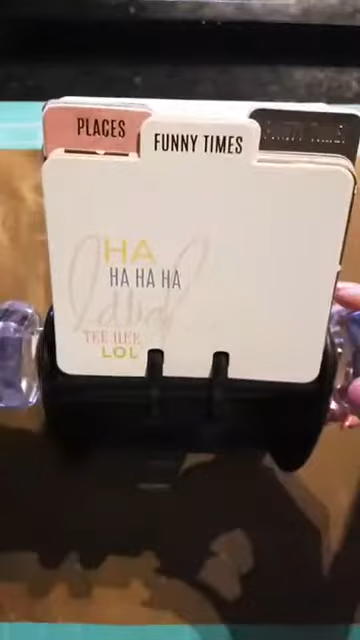 PLACES
FUNNY TIMES
HA
HA HA HA
TEE HEE
LOL